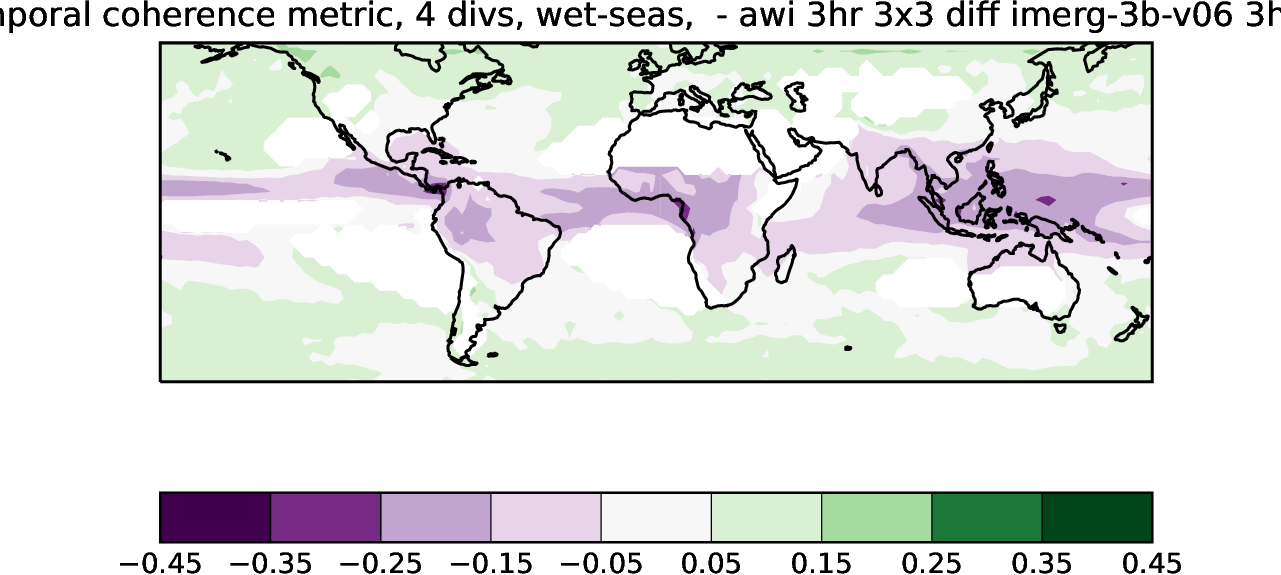 nporal coherence metric, 4 divs, wet-seas, - awi 3hr 3x3 diff imerg-3b-v06 3h
−0.45 −0.35 −0.25 −0.15 −0.05 0.05 0.15 0.25 0.35 0.45